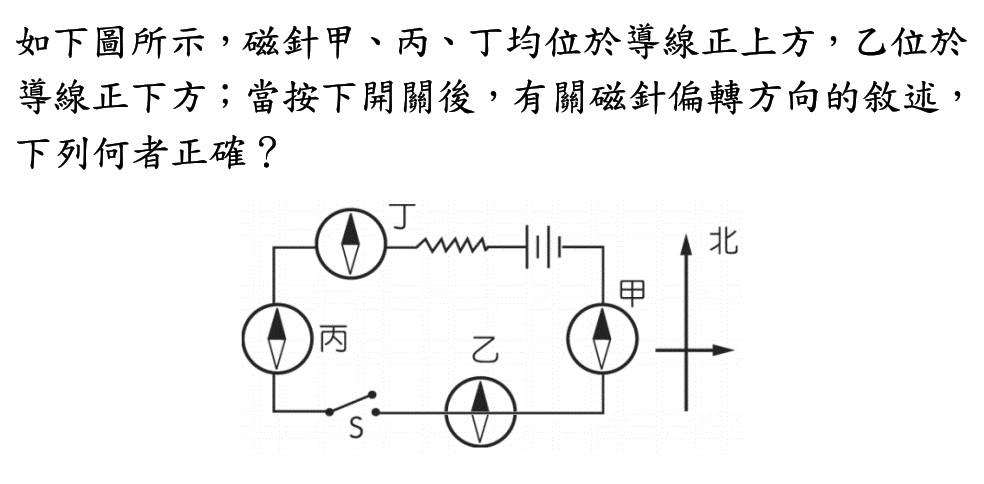 如下圖所示，磁針甲、丙、丁均位於導線正上方，乙位於
導線正下方；當按下開關後，有關磁針偏轉方向的敘述，
下列何者正確？
丁
北
甲
丙
乙
S